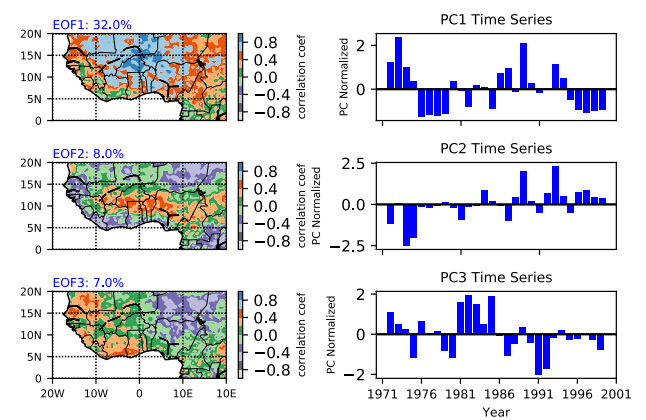 EOF1: 32.0%
PC1 Time Series
20N
15N
10N
5N
0
0.8
0.4
0.0
−0.4
−0.8
correlation coef
PC Normalized
2
0
EOF2: 8.0%
PC2 Time Series
20N
15N
10N
5N
0
0.8
0.4
0.0
−0.4
−0.8
correlation coef
PC Normalized
2.5
0.0
−2.5
EOF3: 7.0%
PC3 Time Series
20N
15N
10N
5N
0
20W
10W
0
10E
10E
0.8
0.4
0.0
−0.4
−0.8
correlation coef
PC Normalized
2
0
−2
1971
1976
1981
1986
1991
1996
2001
Year